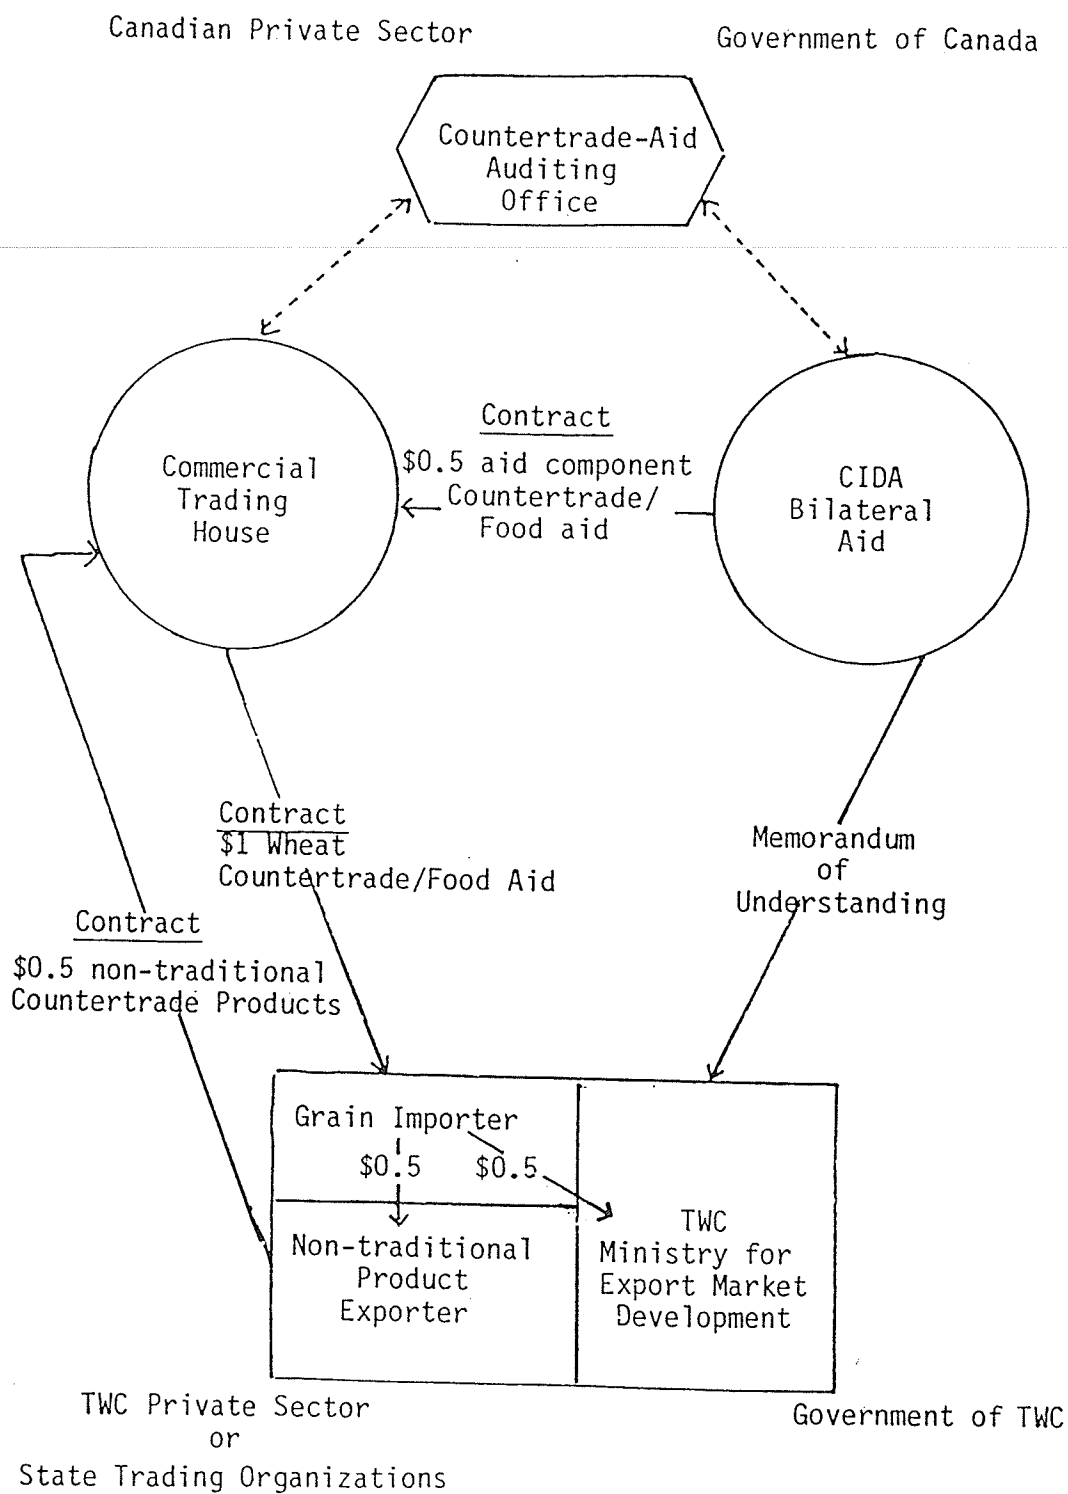 Canadian Private Sector
Government of Canada
Countertrade-Aid
Auditing
Office
Contract
$0.5 aid component
Countertrade/
Food aid
Commercial
Trading
House
CIDA
Bilateral
Aid
Contract
$1 Wheat
Countertrade/Food Aid
Memorandum
of
Understanding
Contract
$0.5 non-traditional
Countertrade Products
Grain Importer
$0.5 $0.5
Non-traditional
Product
Exporter
TWC
Ministry for
Export Market
Development
TWC Private Sector
or
State Trading Organizations
Government of TWC